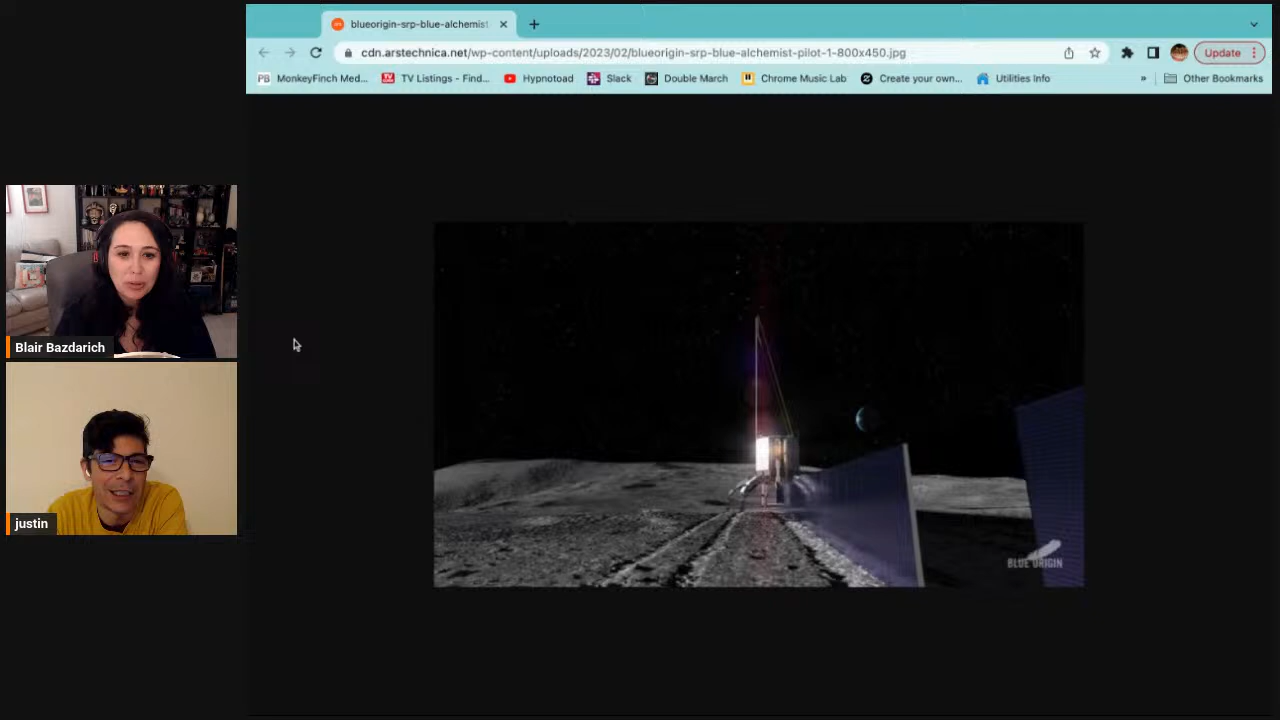 blueorigin-srp-blue-alchemist
cdn.arstechnica.net/wp-content/uploads/2023/02/blueorigin-srp-blue-alchemist-pilot-1-800x450.jpg
Update
PB MonkeyFinch Med... TV Listings - Find... Hypnotoad Slack Double March Chrome Music Lab Create your own... Utilities Info » Other Bookmarks
Blair Bazdarich
justin
BLUE ORIGIN